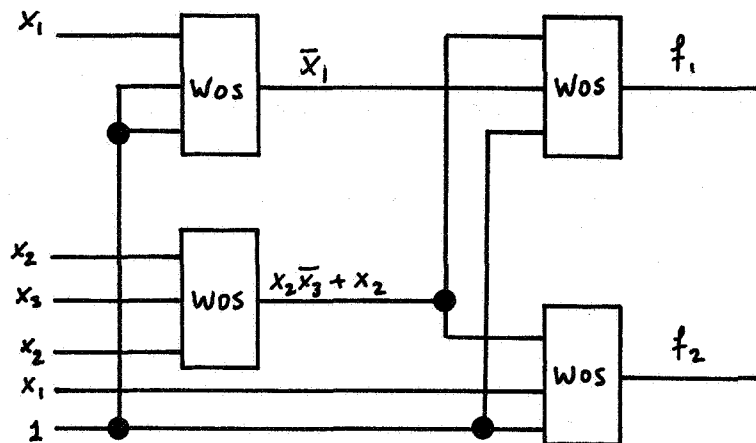 x₁
WOS
x̄₁
WOS
f₁
x₂
x₃
x₂
WOS
x₂x̄₃ + x₂
x₁
1
WOS
f₂